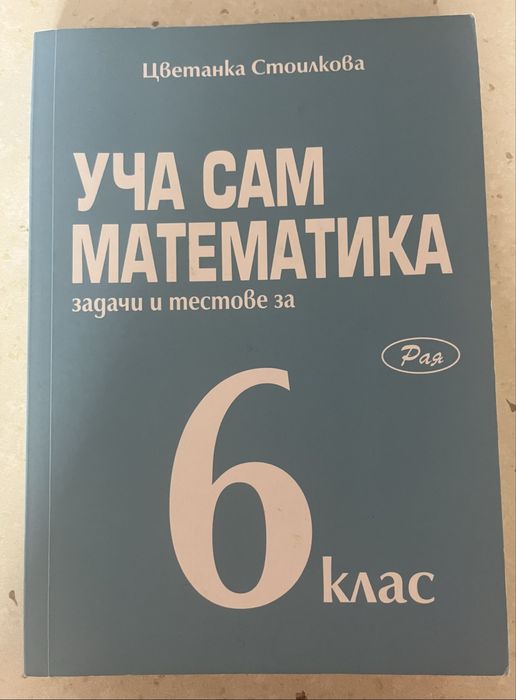 Цветанка Стоилкова
УЧА САМ
МАТЕМАТИКА
задачи и тестове за
Рая
6 клас